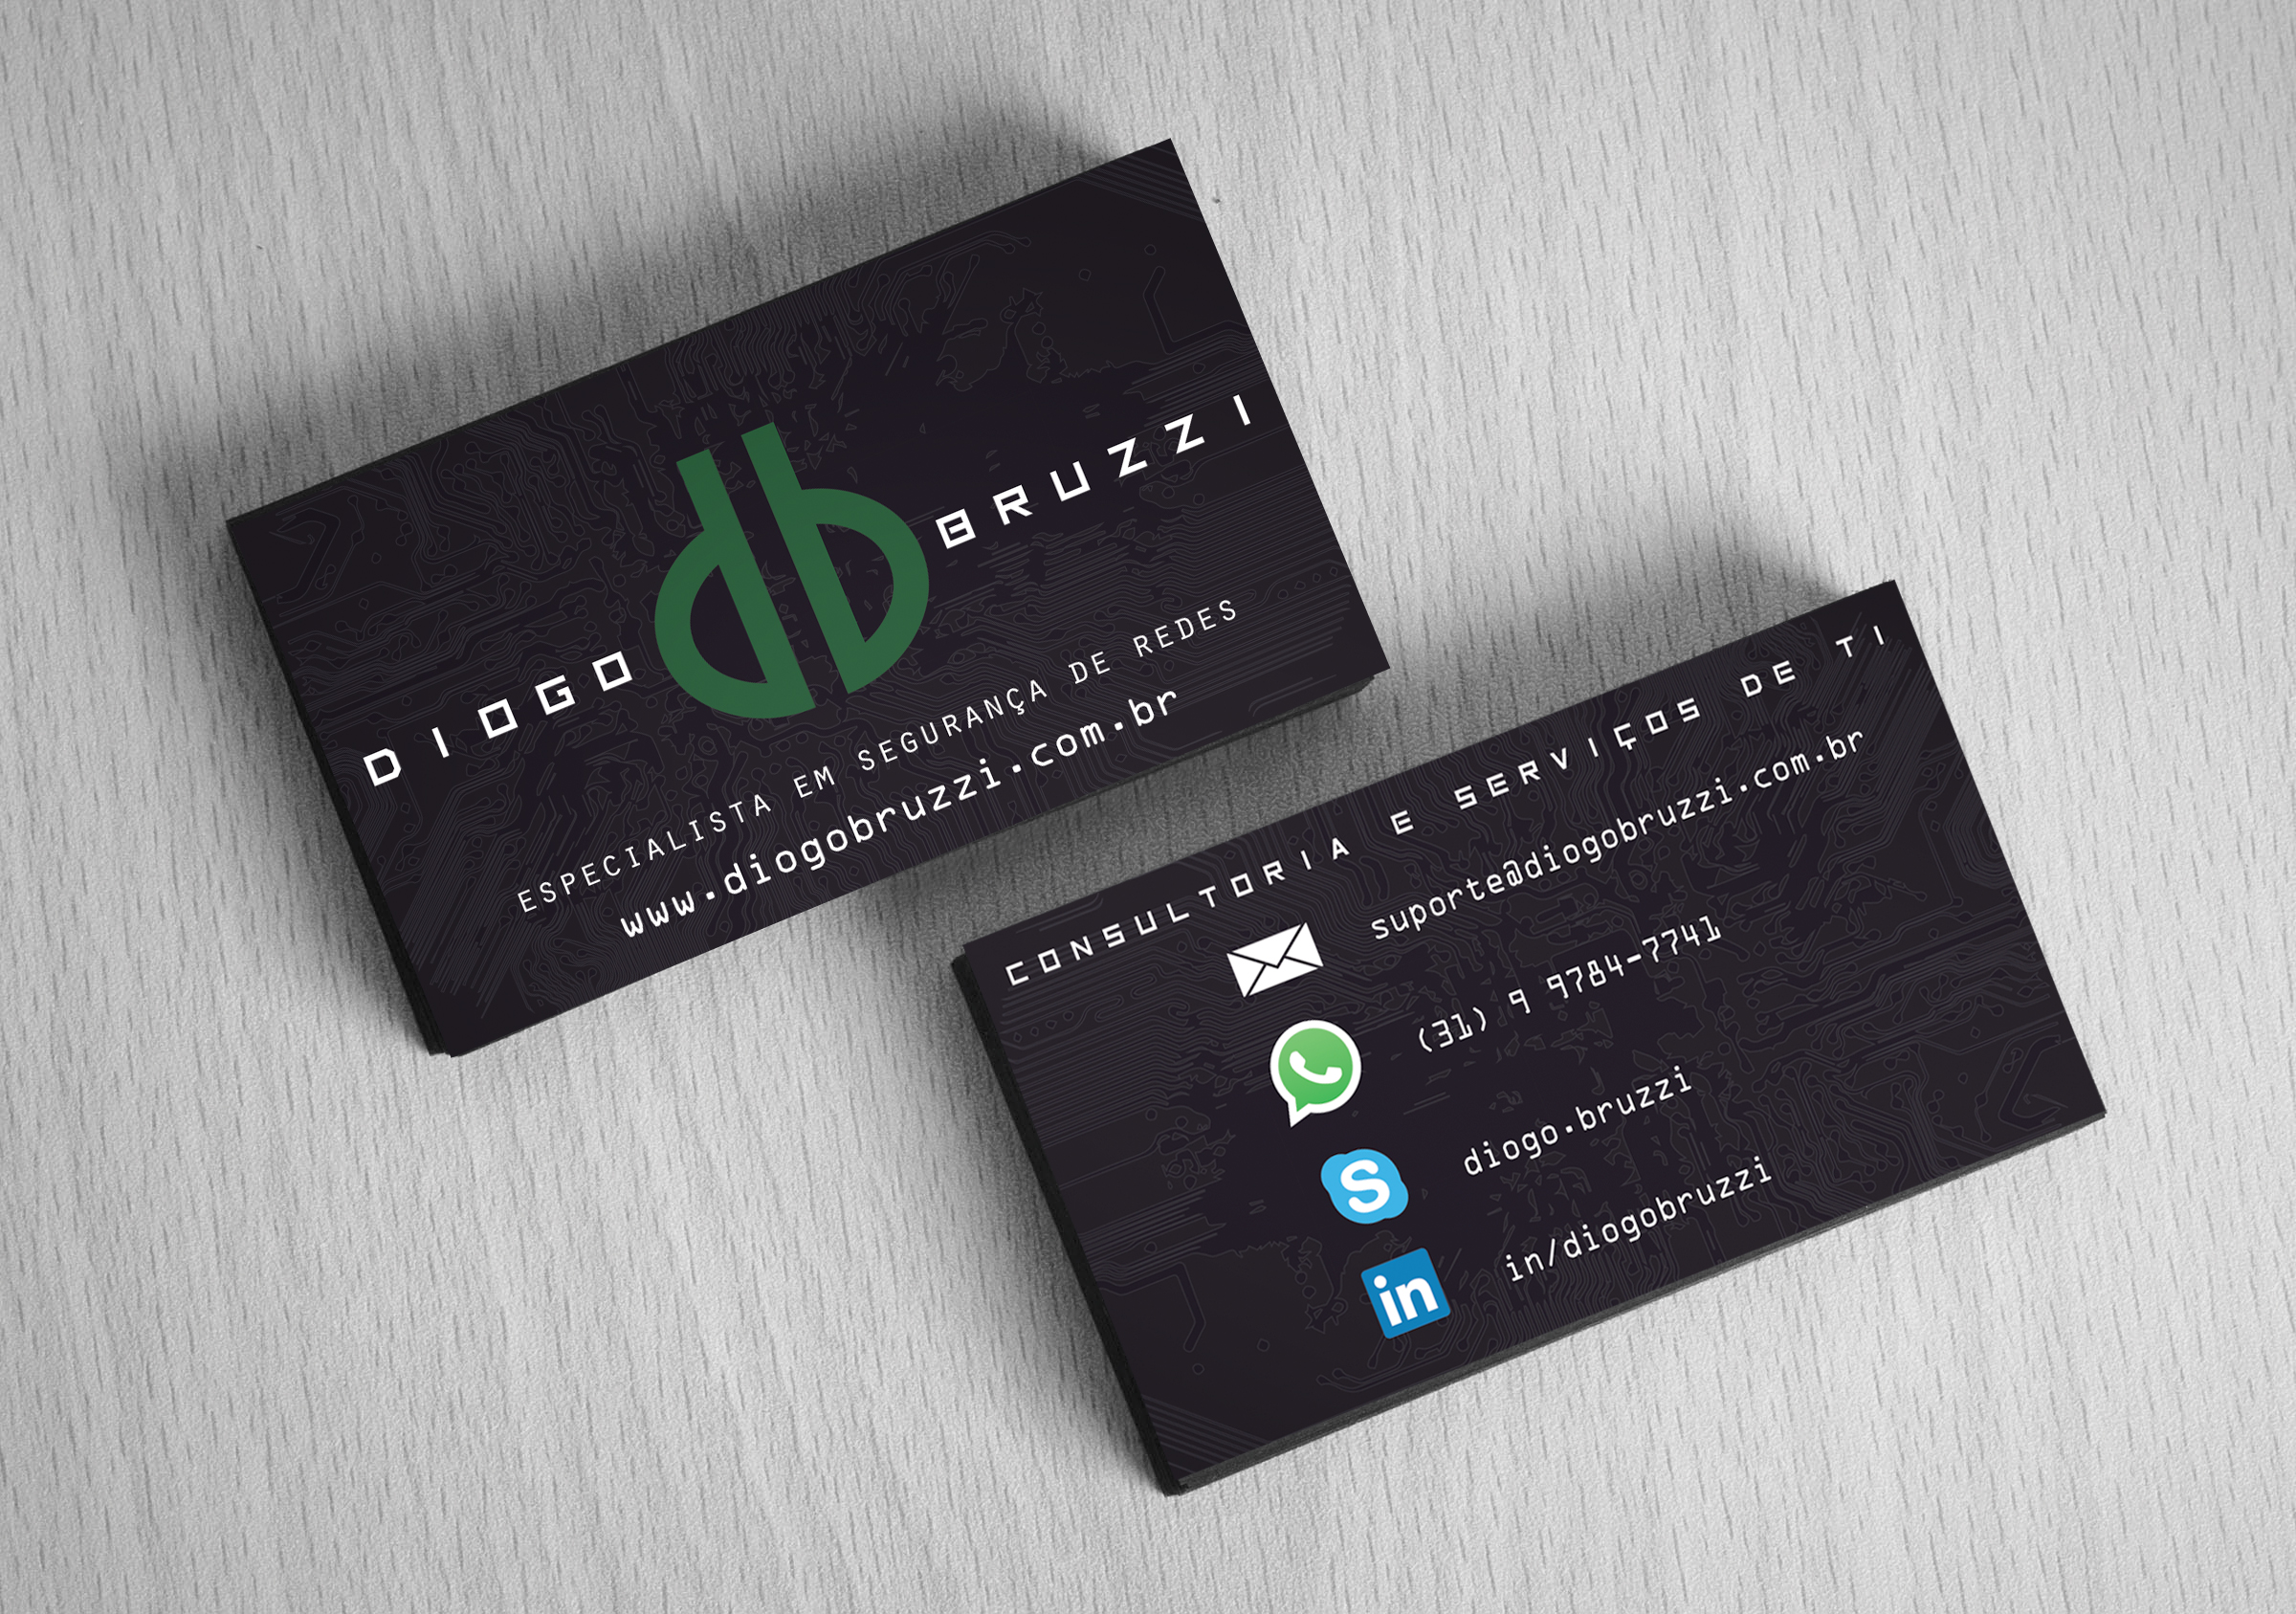 DIOGO db BRUZZI
ESPECIALISTA EM SEGURANÇA DE REDES
www.diogobruzzi.com.br
CONSULTORIA E SERVIÇOS DE TI
suporte@diogobruzzi.com.br
(31) 9 9784-7741
S diogo.bruzzi
in in/diogobruzzi